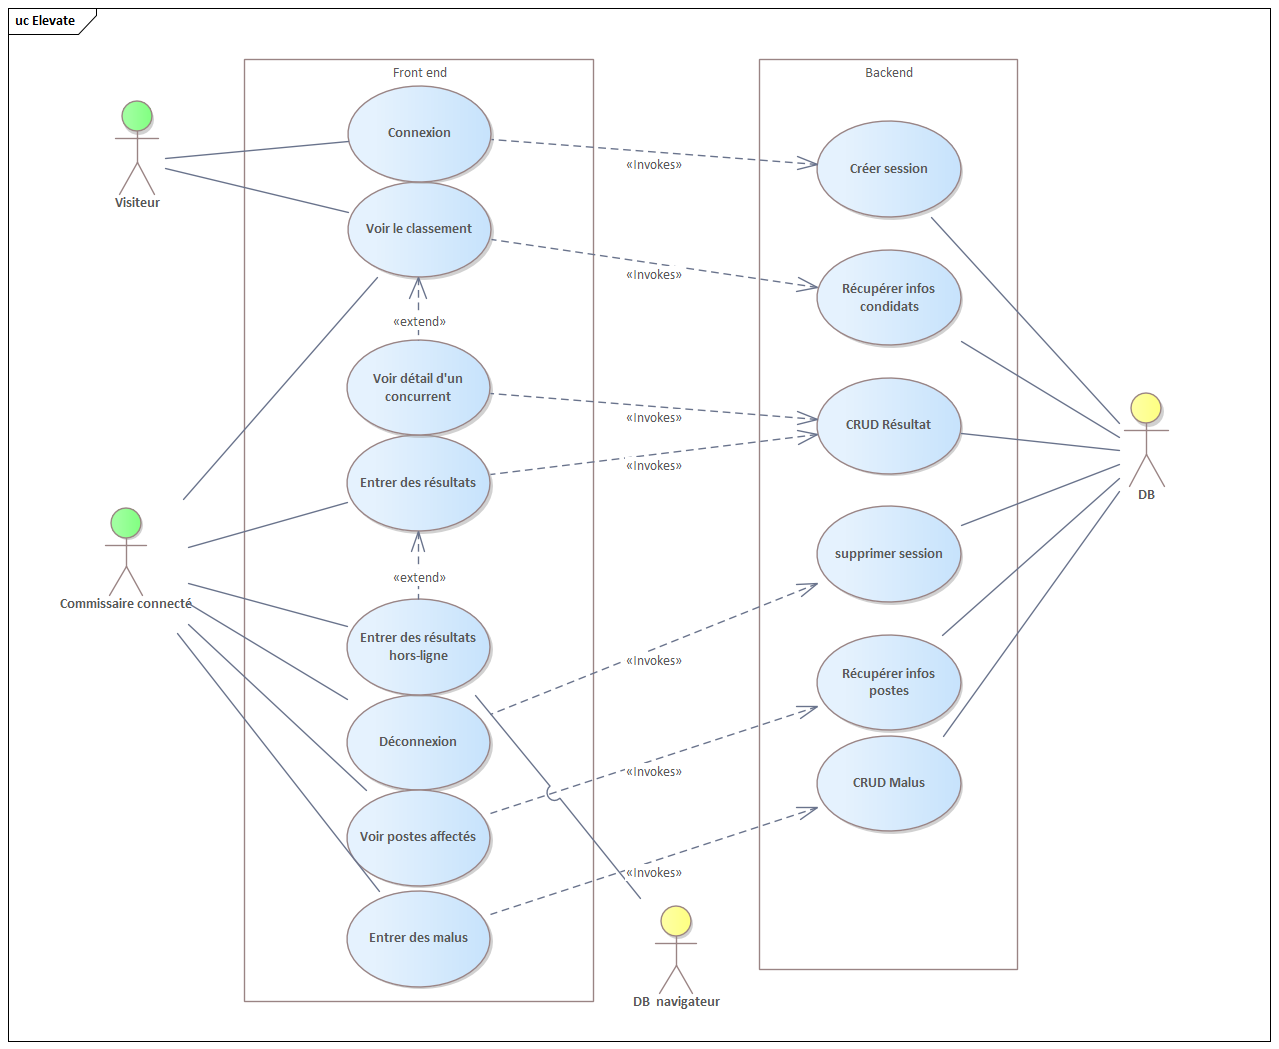 uc Elevate
Front end
Backend
Connexion
«Invokes»
Créer session
Visiteur
Voir le classement
«Invokes»
Récupérer infos
condidats
«extend»
Voir détail d'un
concurrent
«Invokes»
CRUD Résultat
Entrer des résultats
«Invokes»
DB
supprimer session
«extend»
Commissaire connecté
Entrer des résultats
hors-ligne
«Invokes»
Récupérer infos
postes
Déconnexion
«Invokes»
CRUD Malus
Voir postes affectés
«Invokes»
Entrer des malus
DB navigateur